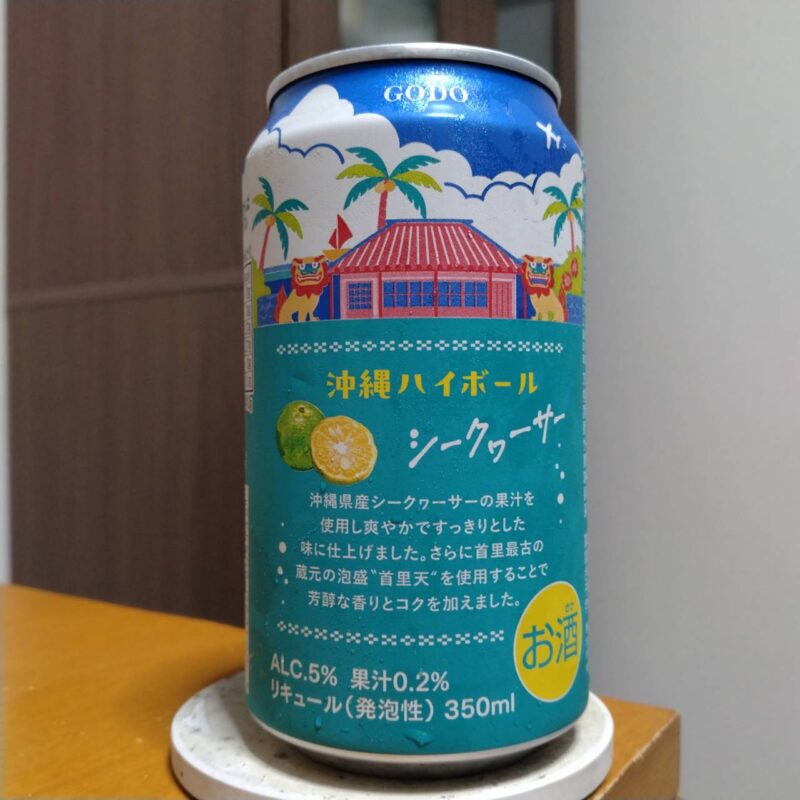 GODO
沖縄ハイボール
シークヮーサー
沖縄県産シークヮーサーの果汁を
使用し爽やかですっきりとした
味に仕上げました。さらに首里最古の
蔵元の泡盛“首里天”を使用することで
芳醇な香りとコクを加えました。
さけ
お酒
ALC.5% 果汁0.2%
リキュール(発泡性) 350ml